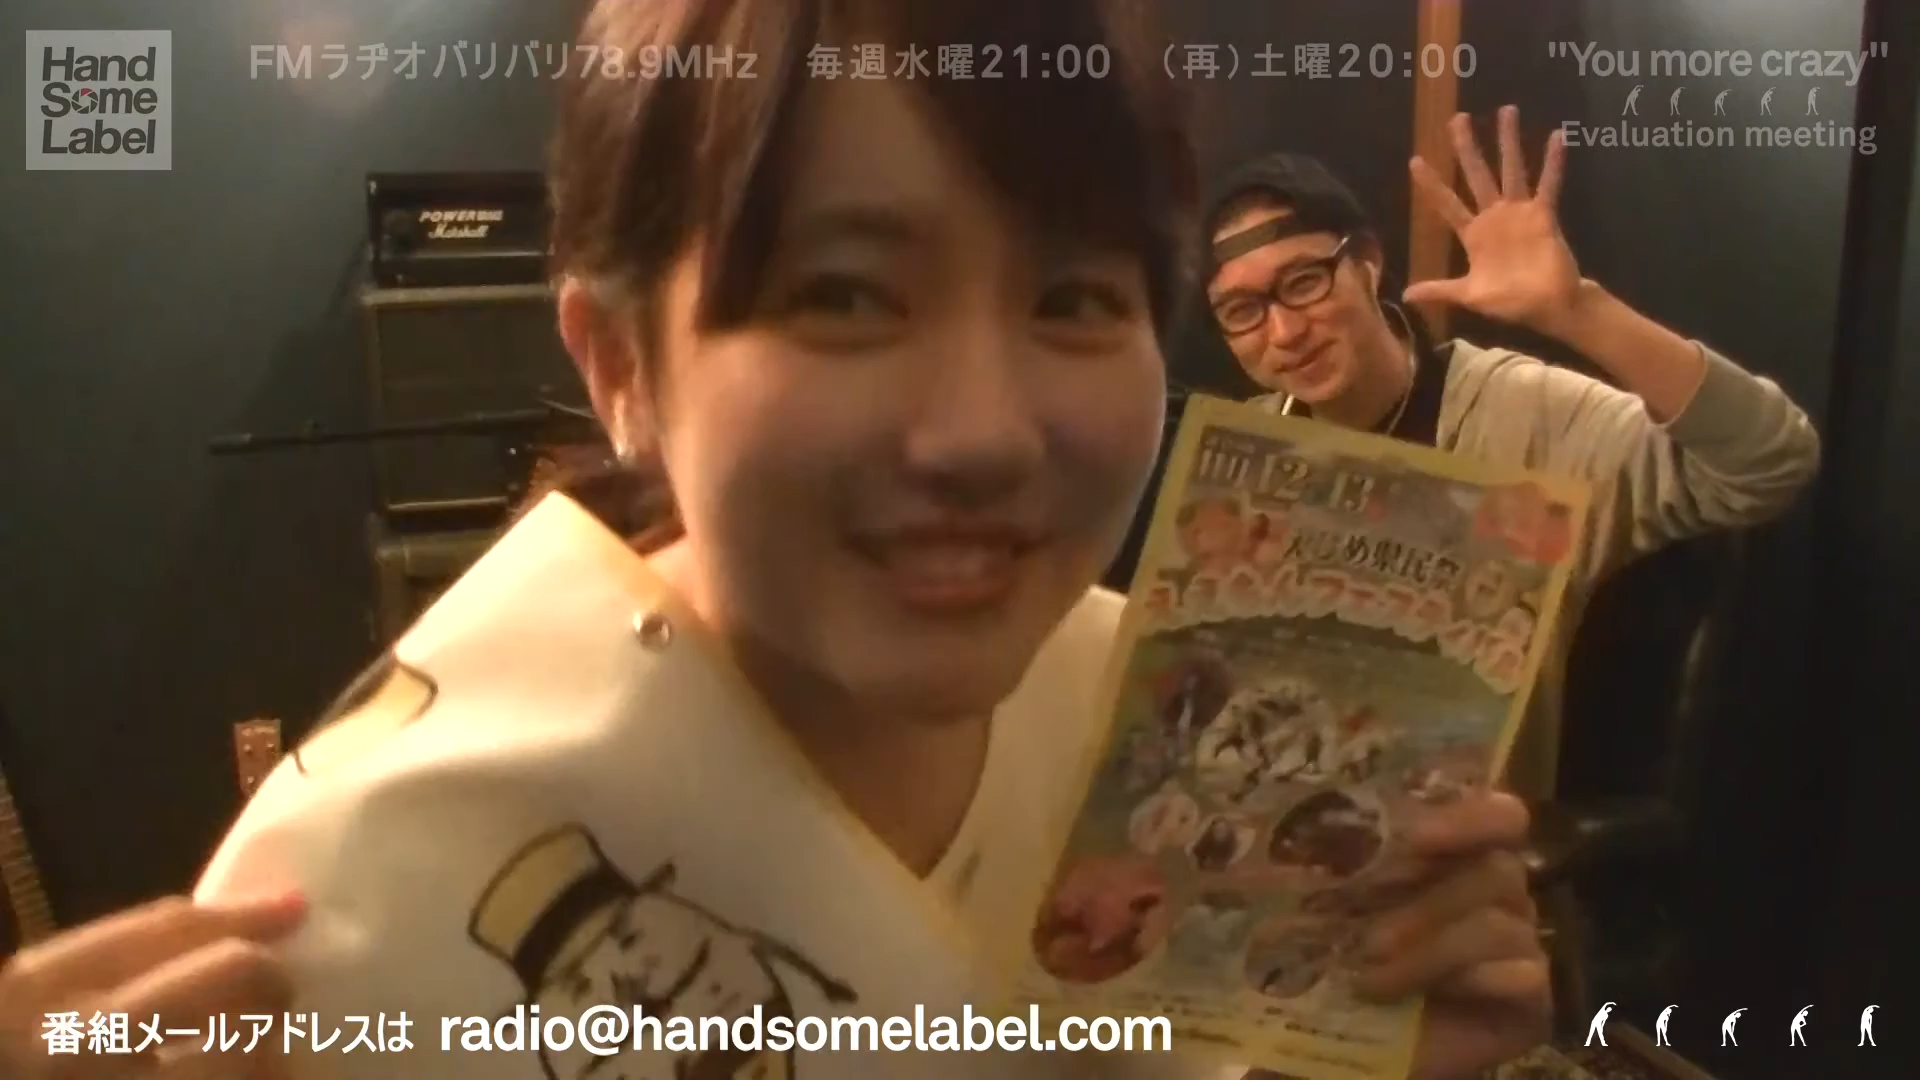 Hand
Some
Label
FMラヂオバリバリ78.9MHz 毎週水曜21:00 (再)土曜20:00
"You more crazy"
Evaluation meeting
Marshall
12
えひめ県民祭
番組メールアドレスは radio@handsomelabel.com